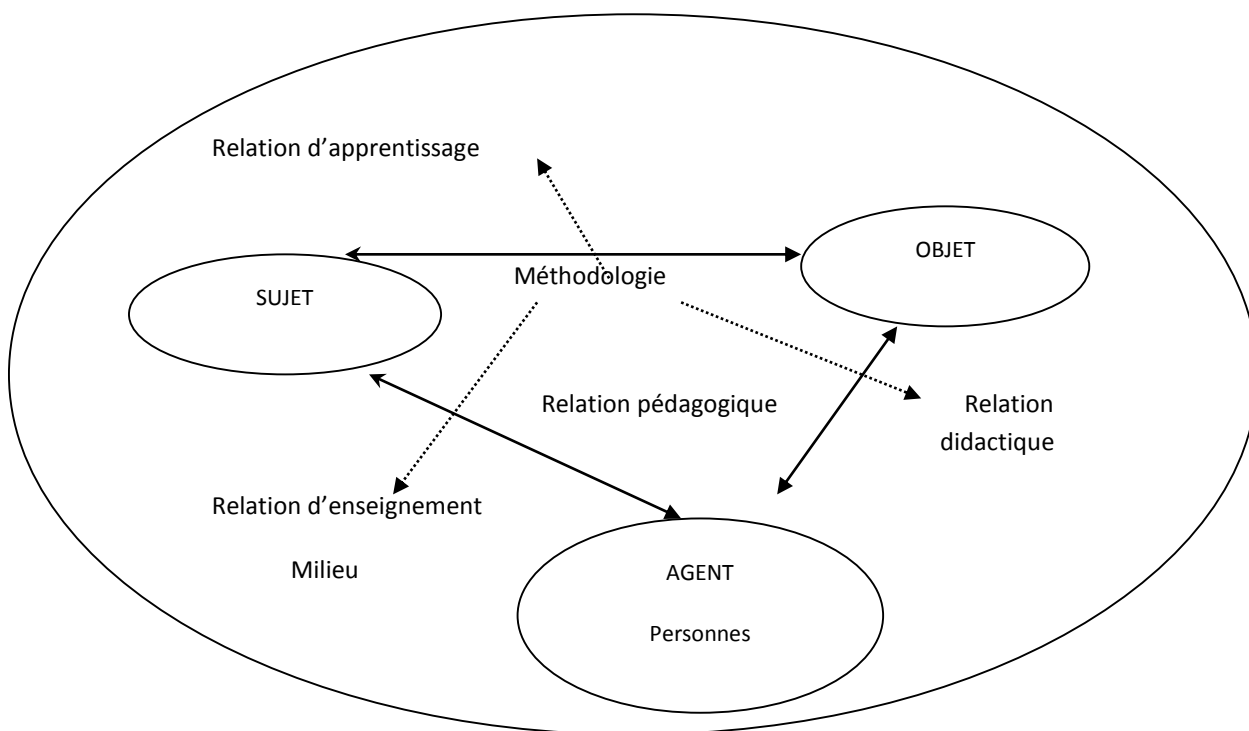 Relation d’apprentissage
OBJET
Méthodologie
SUJET
Relation pédagogique
Relation
didactique
Relation d’enseignement
Milieu
AGENT
Personnes